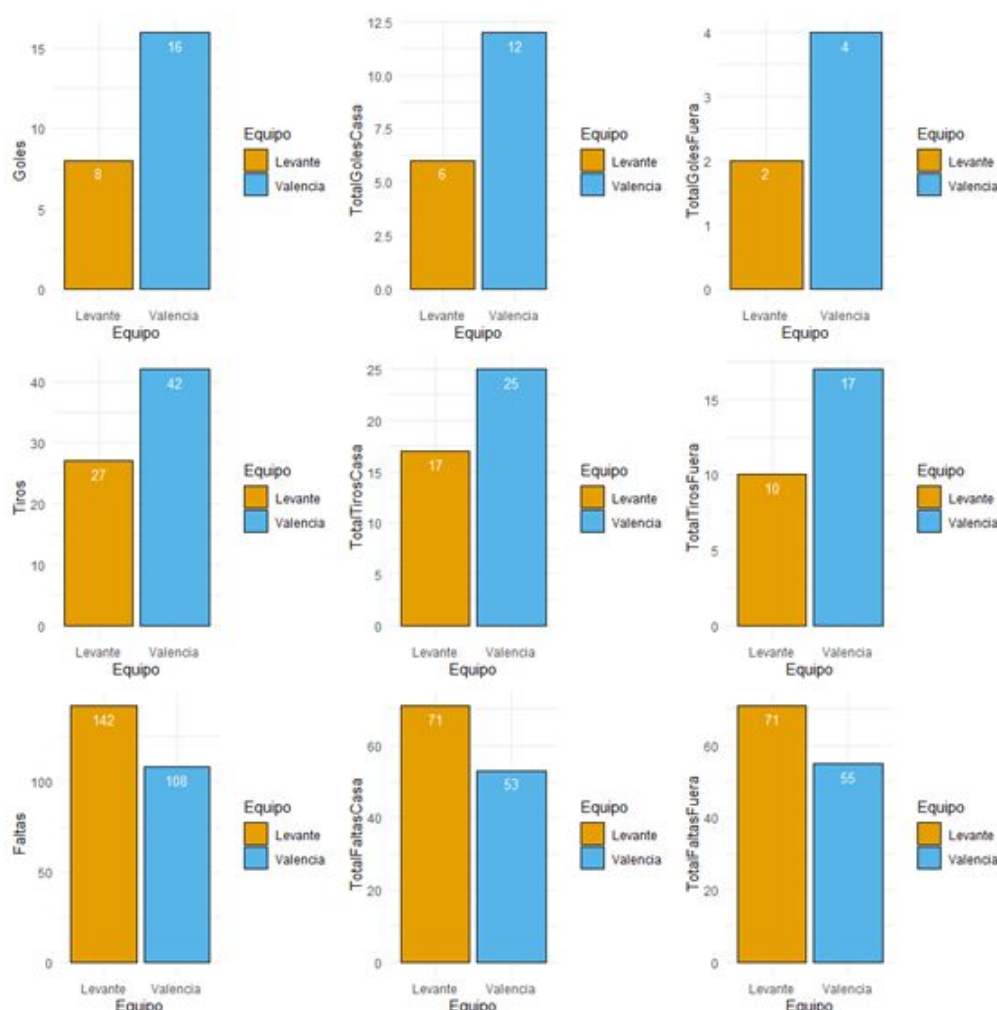 Goles
15
10
5
0
16
8
Levante Valencia
Equipo
Equipo
Levante
Valencia
TotalGolesCasa
12.5
10.0
7.5
5.0
2.5
0.0
12
6
Levante Valencia
Equipo
Equipo
Levante
Valencia
TotalGolesFuera
4
3
2
1
0
4
2
Levante Valencia
Equipo
Equipo
Levante
Valencia
Tiros
40
30
20
10
0
42
27
Levante Valencia
Equipo
Equipo
Levante
Valencia
TotalTirosCasa
25
20
15
10
5
0
25
17
Levante Valencia
Equipo
Equipo
Levante
Valencia
TotalTirosFuera
15
10
5
0
17
10
Levante Valencia
Equipo
Equipo
Levante
Valencia
Faltas
100
50
0
142
108
Levante Valencia
Equipo
Equipo
Levante
Valencia
TotalFaltasCasa
60
40
20
0
71
53
Levante Valencia
Equipo
Equipo
Levante
Valencia
TotalFaltasFuera
60
40
20
0
71
55
Levante Valencia
Equipo
Equipo
Levante
Valencia